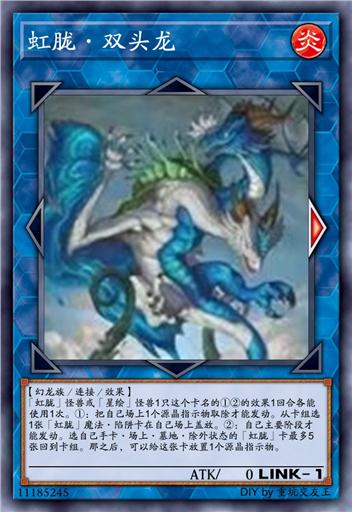 虹胧·双头龙
炎
【幻龙族/连接/效果】
「虹胧」怪兽或「星绘」怪兽1只这个卡名的①②的效果1回合各能
使用1次。①：把自己场上1个源晶指示物取除才能发动。从卡组选
1张「虹胧」魔法·陷阱卡在自己场上盖放。②：自己主要阶段才
能发动。选自己手卡·场上·墓地·除外状态的「虹胧」卡最多5
张回到卡组。那之后，可以给这张卡放置1个源晶指示物。
ATK/ 0 LINK-1
11185245 DIY by 重坑交友王